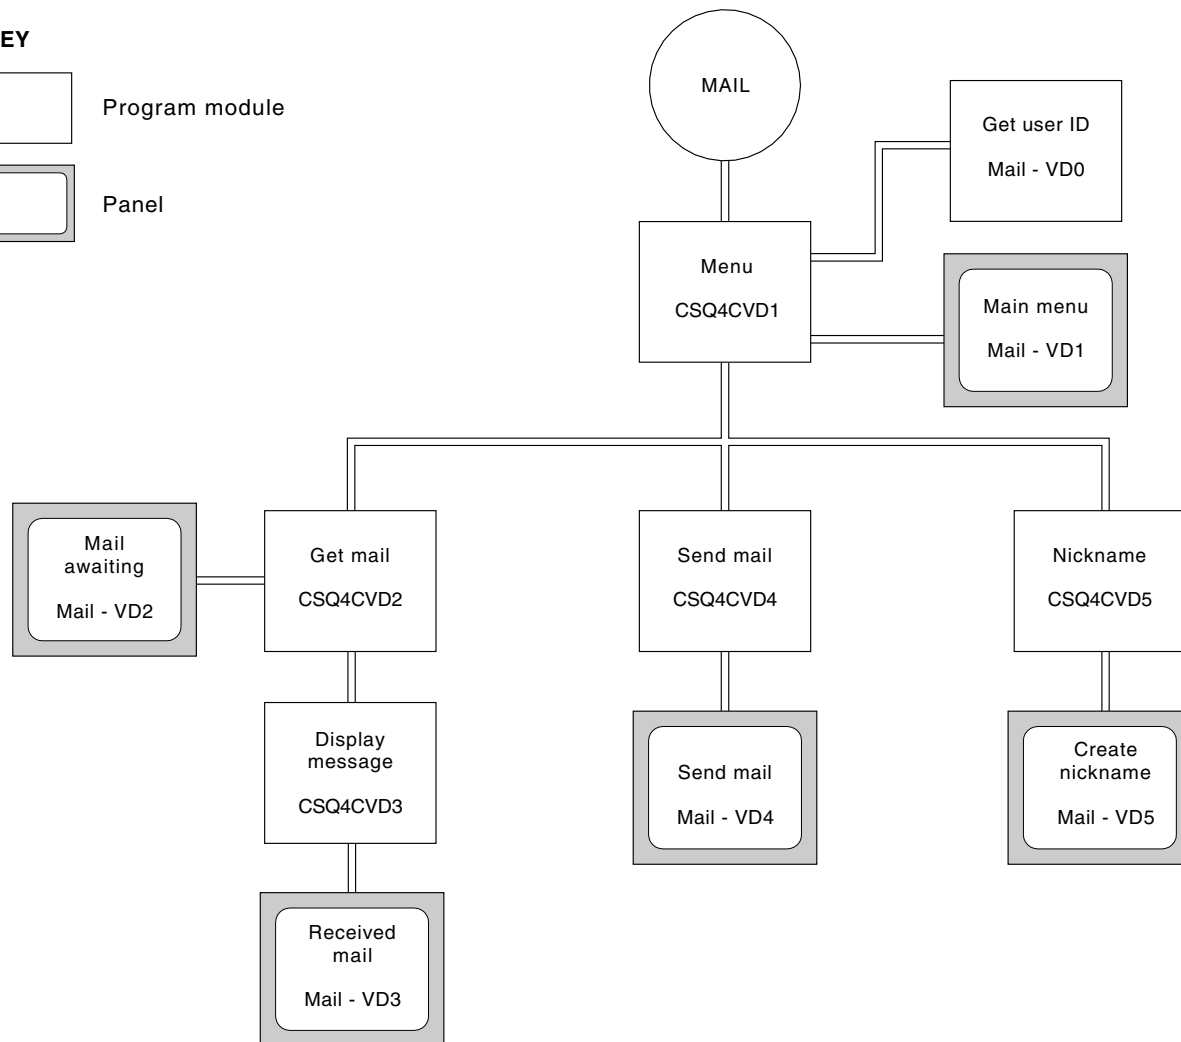 EY
Program module
Panel
MAIL
Get user ID
Mail - VD0
Menu
CSQ4CVD1
Main menu
Mail - VD1
Mail
awaiting
Mail - VD2
Get mail
CSQ4CVD2
Send mail
CSQ4CVD4
Nickname
CSQ4CVD5
Display
message
CSQ4CVD3
Send mail
Mail - VD4
Create
nickname
Mail - VD5
Received
mail
Mail - VD3